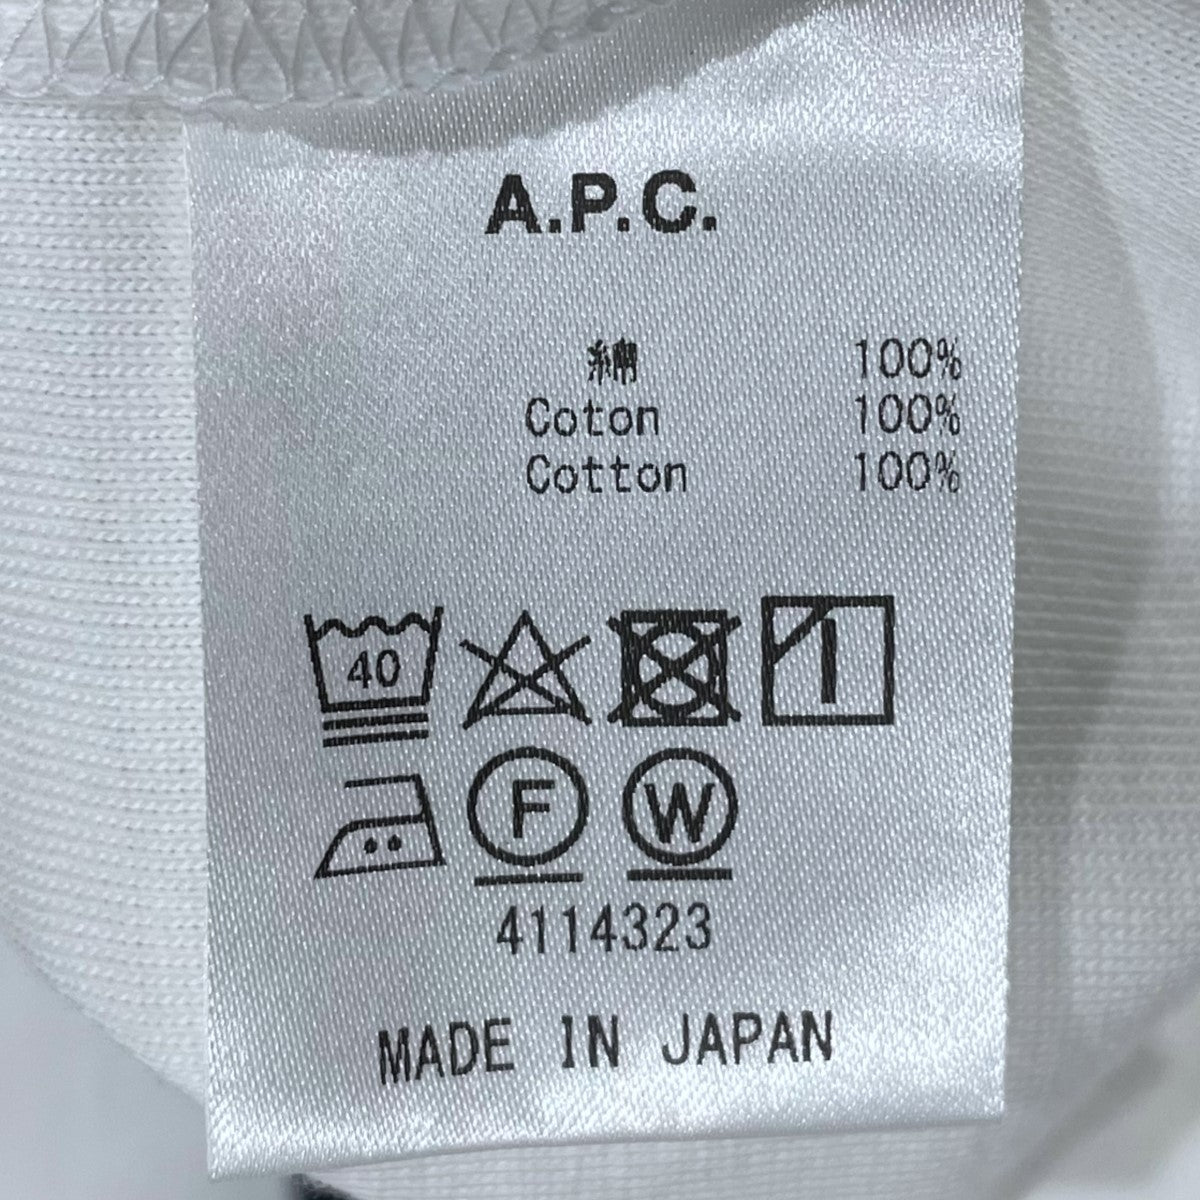 A.P.C.
綿 100%
Coton 100%
Cotton 100%
40
F W
4114323
MADE IN JAPAN